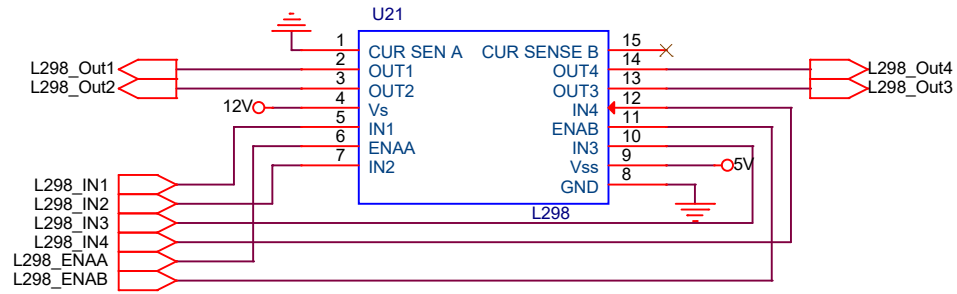 U21
1 CUR SEN A CUR SENSE B 15
L298_Out1 2 OUT1 OUT4 14 L298_Out4
L298_Out2 3 OUT2 OUT3 13 L298_Out3
12V 4 Vs IN4 12
5 IN1 ENAB 11
6 ENAA IN3 10
7 IN2 Vss 9 5V
GND 8
L298
L298_IN1
L298_IN2
L298_IN3
L298_IN4
L298_ENAA
L298_ENAB